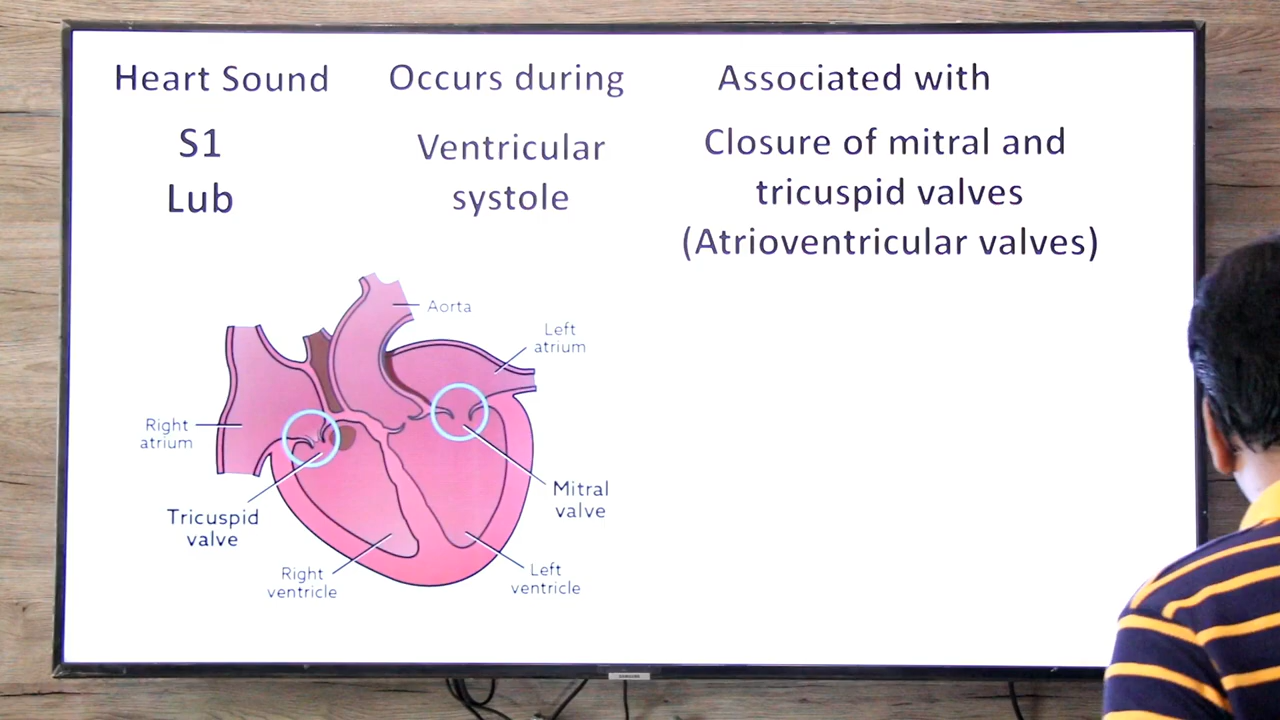 Heart Sound
Occurs during
Associated with
S1
Lub
Ventricular
systole
Closure of mitral and
tricuspid valves
(Atrioventricular valves)
Aorta
Left
atrium
Right
atrium
Tricuspid
valve
Mitral
valve
Right
ventricle
Left
ventricle
SAMSUNG